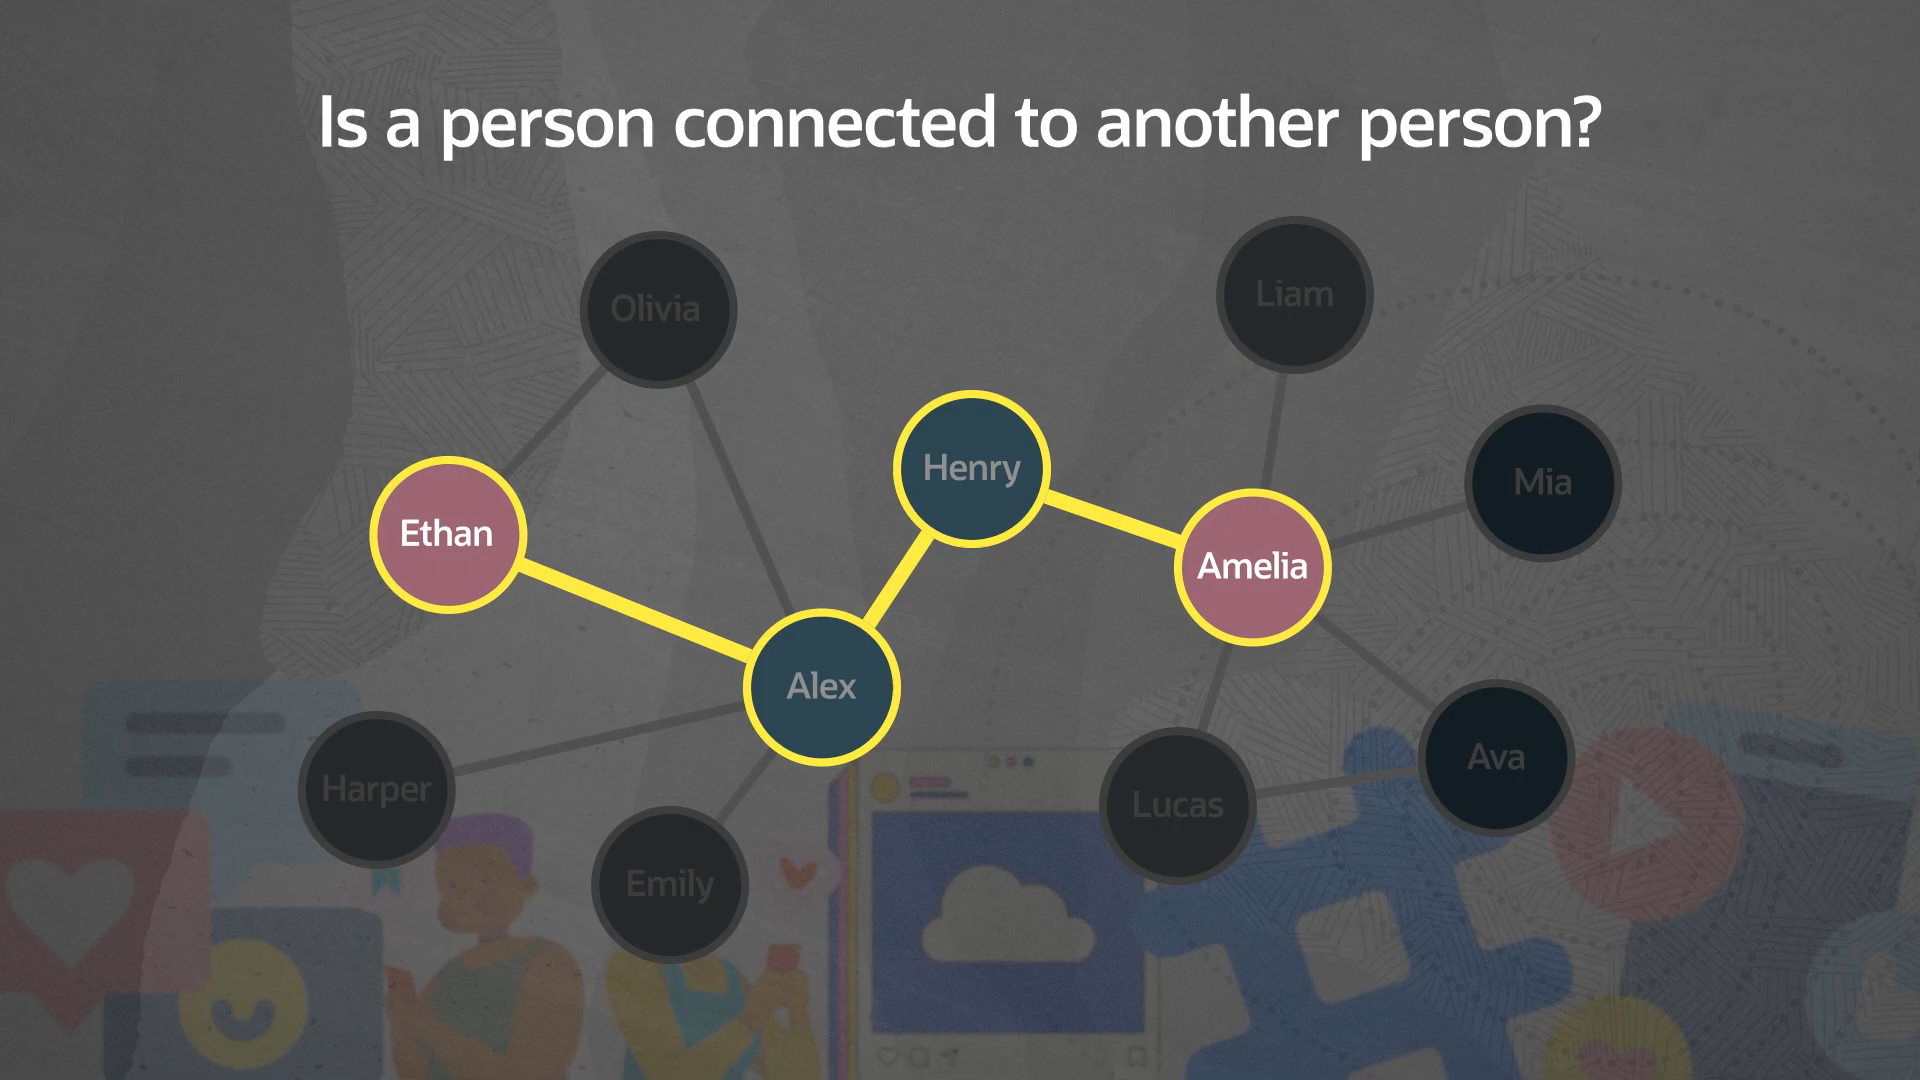 Is a person connected to another person?
Olivia
Liam
Henry
Mia
Ethan
Amelia
Alex
Harper
Ava
Lucas
Emily